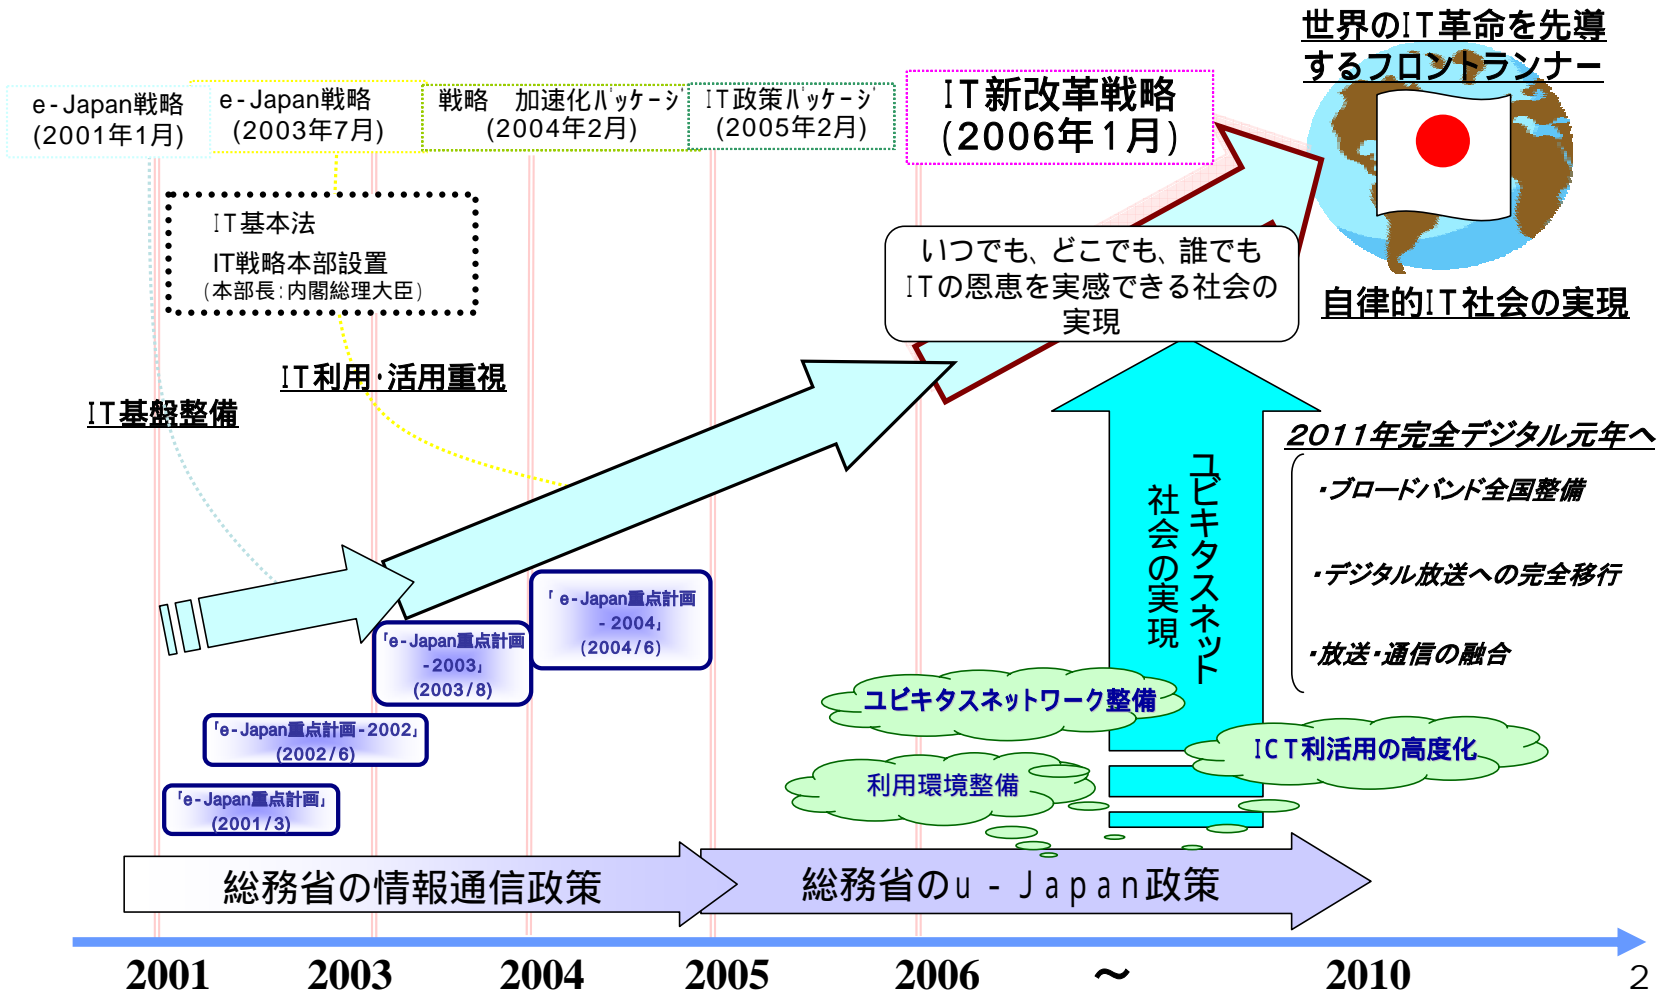 世界のIT革命を先導
するフロントランナー
e-Japan戦略
(2001年1月)
e-Japan戦略
(2003年7月)
戦略　加速化パッケージ
(2004年2月)
IT政策パッケージ
(2005年2月)
IT新改革戦略
(2006年1月)
IT基本法
IT戦略本部設置
(本部長:内閣総理大臣)
いつでも、どこでも、誰でも
ITの恩恵を実感できる社会の
実現
自律的IT社会の実現
IT利用・活用重視
IT基盤整備
2011年完全デジタル元年へ
・ブロードバンド全国整備
・デジタル放送への完全移行
・放送・通信の融合
ユビキタスネット
社会の実現
「e-Japan重点計画
-2004」
(2004/6)
「e-Japan重点計画
-2003」
(2003/8)
「e-Japan重点計画-2002」
(2002/6)
「e-Japan重点計画」
(2001/3)
ユビキタスネットワーク整備
ICT利活用の高度化
利用環境整備
総務省の情報通信政策
総務省のu-Japan政策
2001
2003
2004
2005
2006
～
2010
2